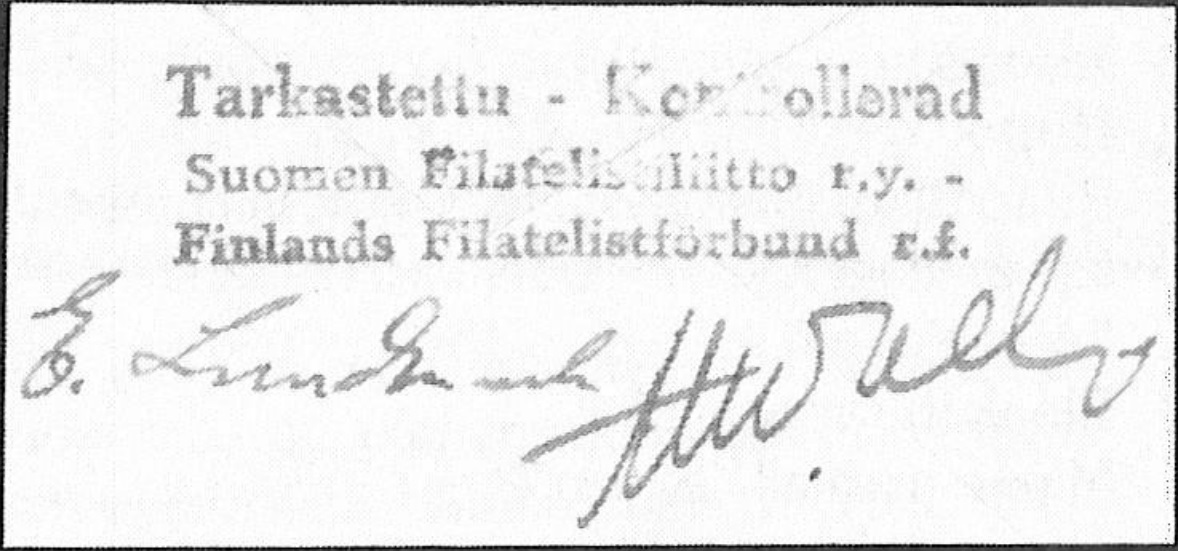 Tarkastettu - Kontrollerad
Suomen Filatelistiliitto r.y. -
Finlands Filatelistförbund r.f.
E.